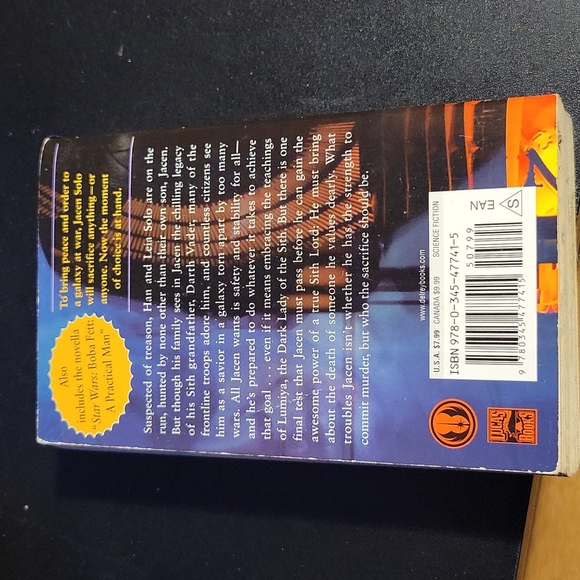 To bring peace and order to
a galaxy at war, Jacen Solo
will sacrifice anything—or
anyone. Now the moment
of choice is at hand.
Also
includes the novella
"Star Wars: Boba Fett:
A Practical Man"
Suspected of treason, Han and Leia Solo are on the
run, hunted by none other than their own son, Jacen.
But though his family sees in Jacen the chilling legacy
of his Sith grandfather, Darth Vader, many of the
frontline troops adore him, and countless citizens see
him as a savior in a galaxy torn apart by too many
wars. All Jacen wants is safety and stability for all—
and he's prepared to do whatever it takes to achieve
that goal . . . even if it means embracing the teachings
of Lumiya, the Dark Lady of the Sith. But there is one
final test that Jacen must pass before he can gain the
awesome power of a true Sith Lord: He must bring
about the death of someone he values dearly. What
troubles Jacen isn't whether he has the strength to
commit murder, but who the sacrifice should be.
www.delreybooks.com
U.S.A. $7.99 CANADA $9.99 SCIENCE FICTION
ISBN 978-0-345-47741-5
50799
9 780345 477415
S
EAN
LUCAS
BOOKS